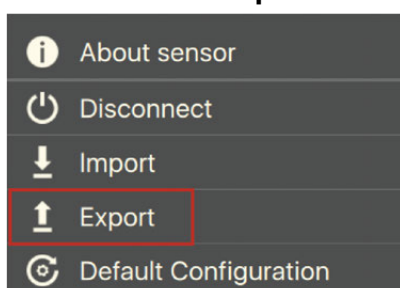 About sensor
Disconnect
Import
Export
Default Configuration